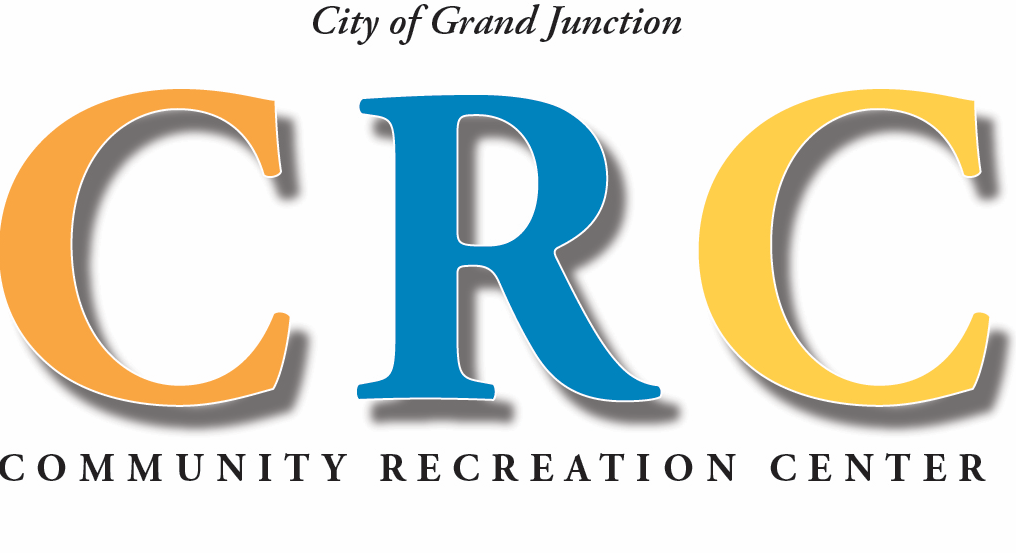 City of Grand Junction
CRC
COMMUNITY RECREATION CENTER